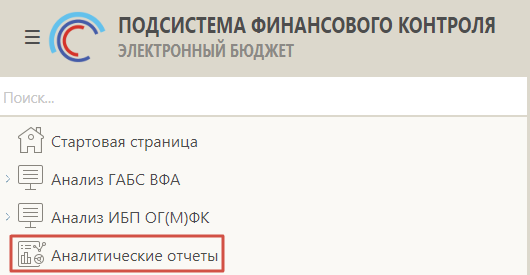 ПОДСИСТЕМА ФИНАНСОВОГО КОНТРОЛЯ
ЭЛЕКТРОННЫЙ БЮДЖЕТ
Поиск...
Стартовая страница
Анализ ГАБС ВФА
Анализ ИБП ОГ(М)ФК
Аналитические отчеты